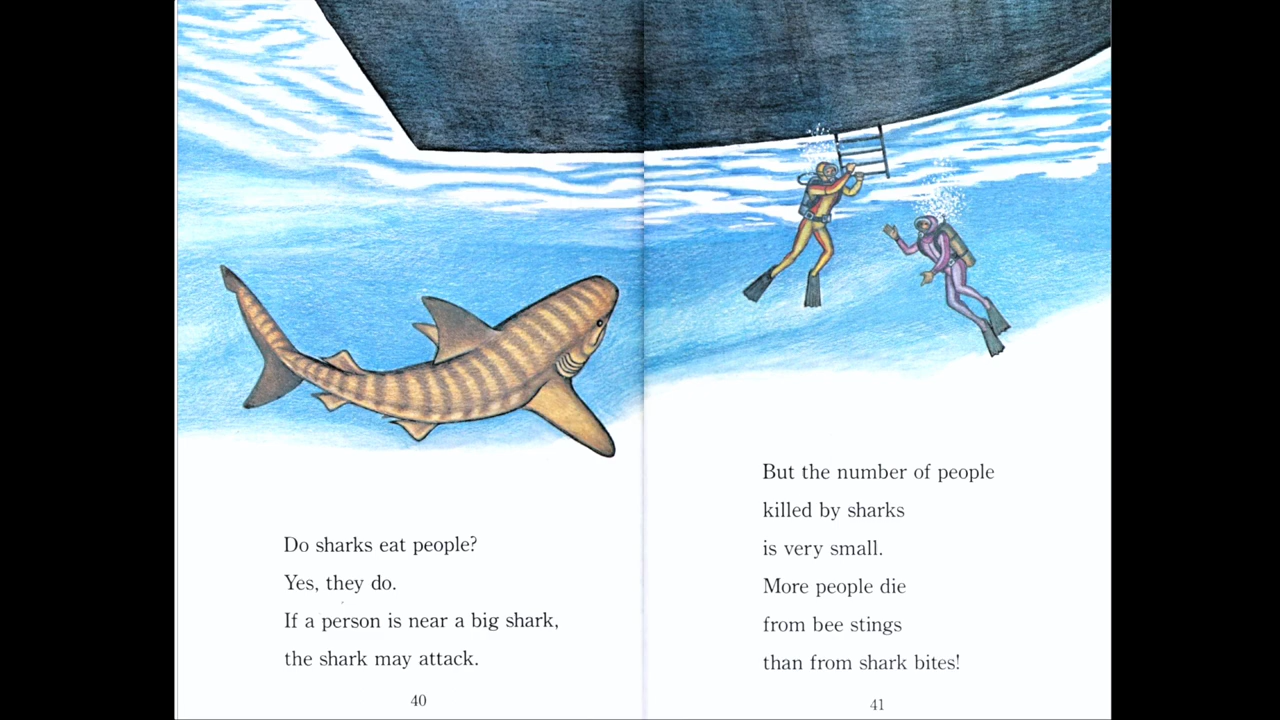 Do sharks eat people?
Yes, they do.
If a person is near a big shark,
the shark may attack.
40
But the number of people
killed by sharks
is very small.
More people die
from bee stings
than from shark bites!
41